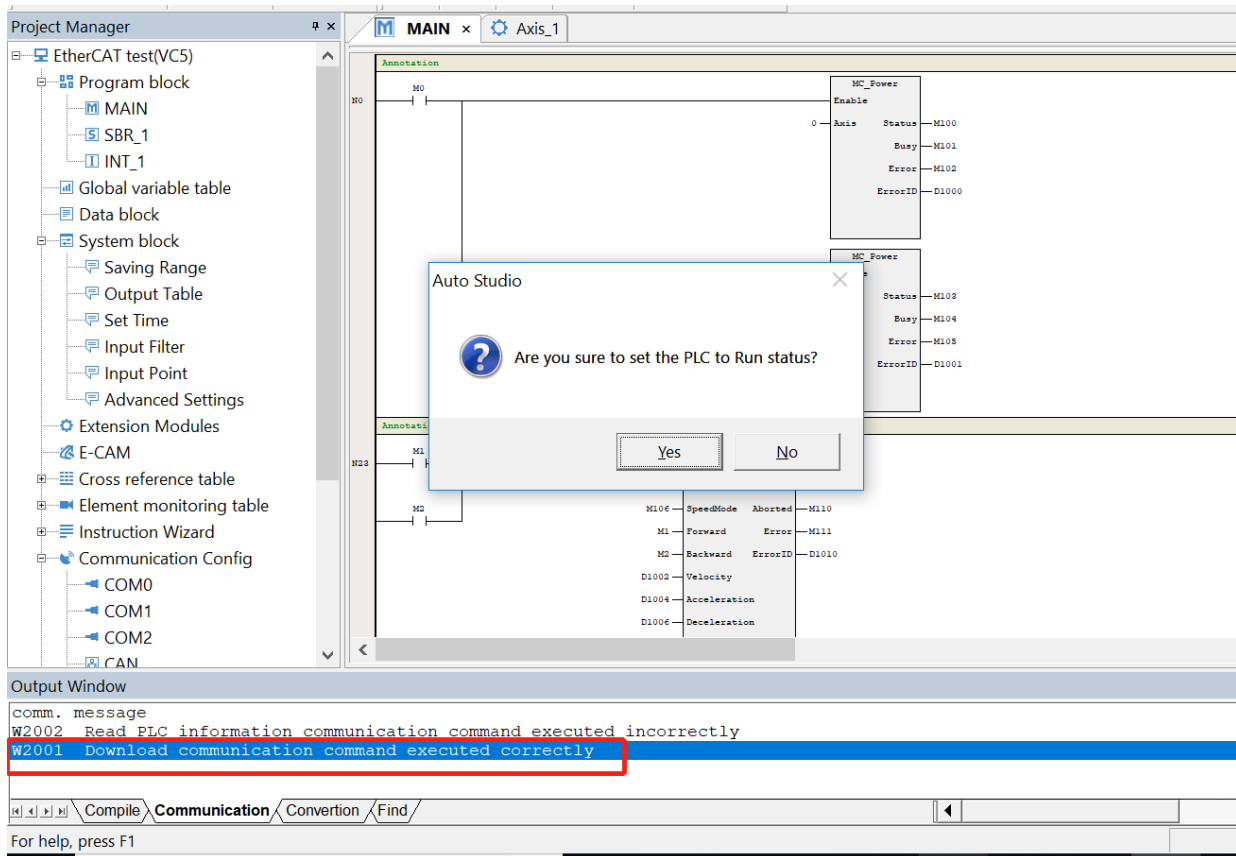 Project Manager
MAIN
Axis_1
EtherCAT test(VC5)
Program block
MAIN
SBR_1
INT_1
Global variable table
Data block
System block
Saving Range
Output Table
Set Time
Input Filter
Input Point
Advanced Settings
Extension Modules
E-CAM
Cross reference table
Element monitoring table
Instruction Wizard
Communication Config
COM0
COM1
COM2
CAN
Annotation
N0
M0
MC_Power
Enable
0 Axis Status M100
Busy M101
Error M102
ErrorID D1000
MC_Power
Status M103
Busy M104
Error M105
ErrorID D1001
Auto Studio
Are you sure to set the PLC to Run status?
Yes
No
N23
M1
M2
M106 SpeedMode Aborted M110
M1 Forward Error M111
M2 Backward ErrorID D1010
D1002 Velocity
D1004 Acceleration
D1006 Deceleration
Output Window
comm. message
W2002 Read PLC information communication command executed incorrectly
W2001 Download communication command executed correctly
Compile Communication Convertion Find
For help, press F1